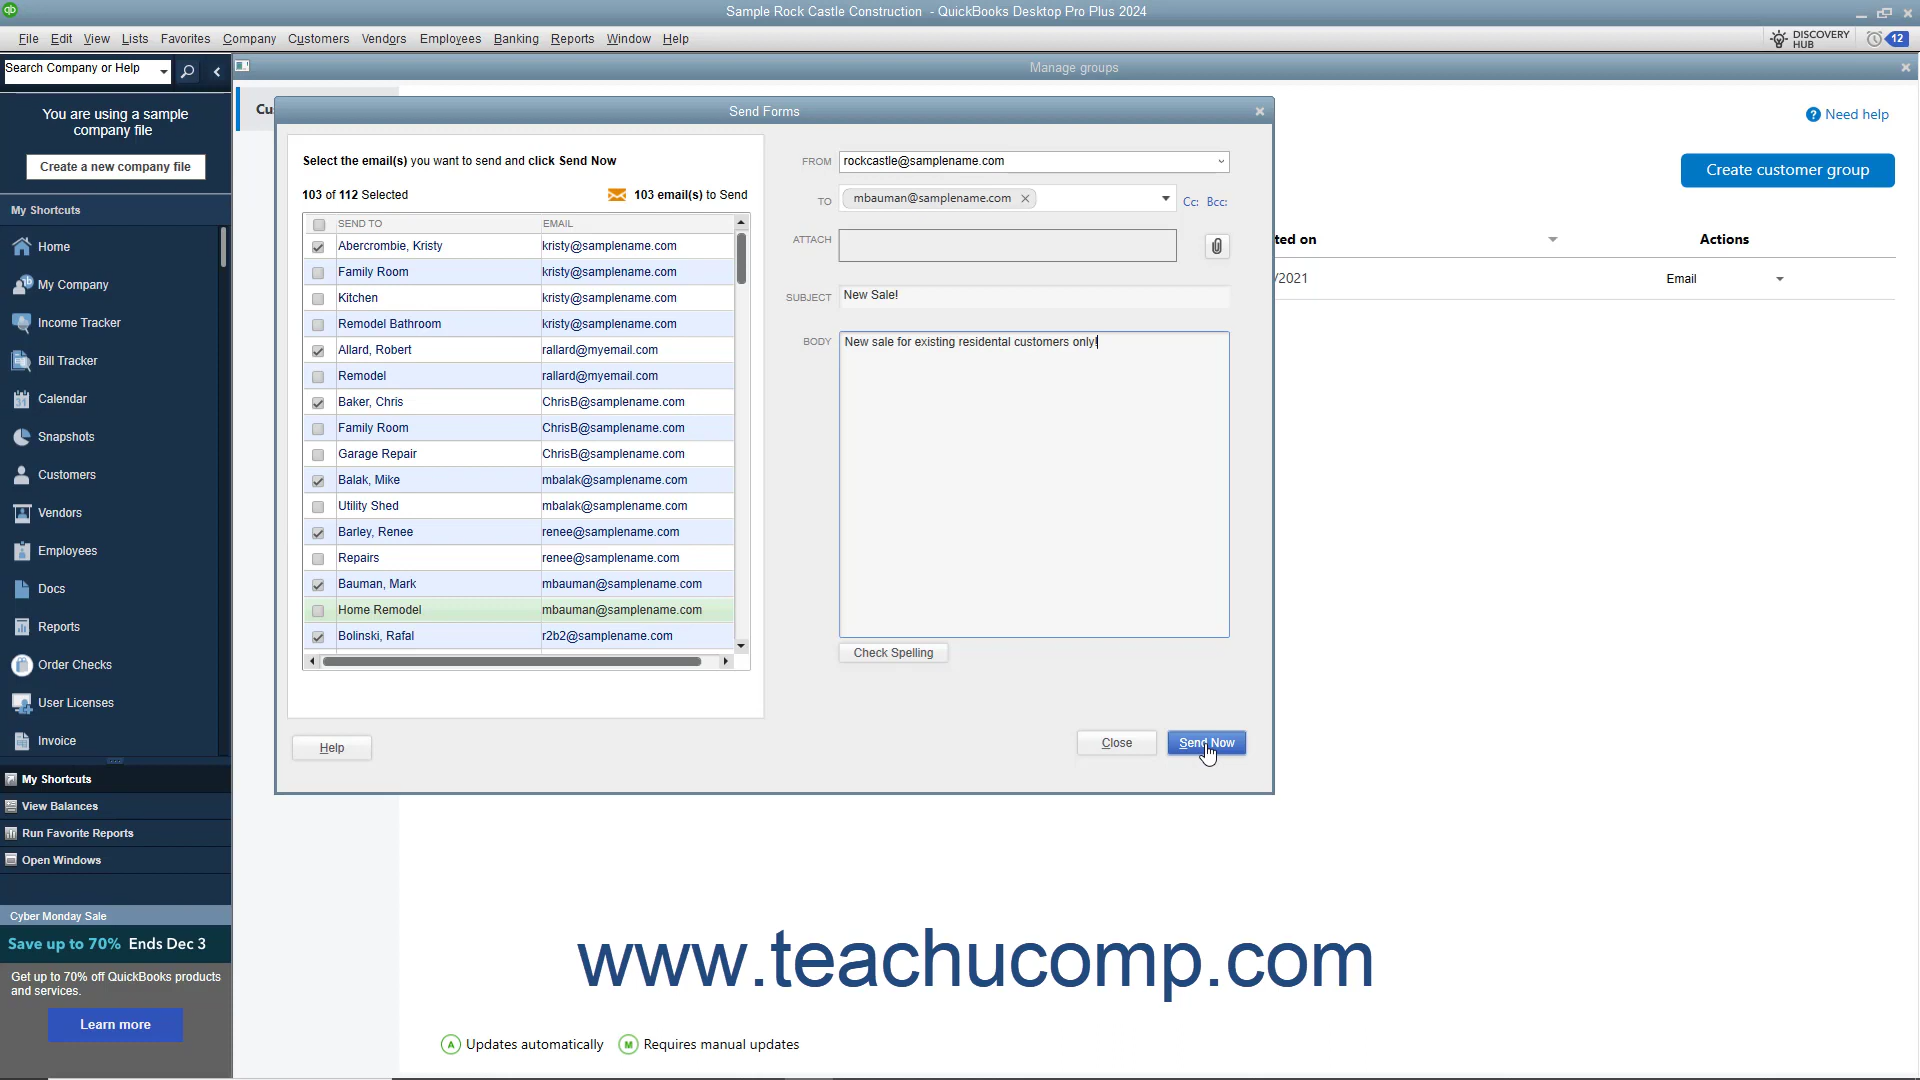 Sample Rock Castle Construction - QuickBooks Desktop Pro Plus 2024
File Edit View Lists Favorites Company Customers Vendors Employees Banking Reports Window Help
DISCOVERY HUB
12
Search Company or Help
Manage groups
You are using a sample
company file
Create a new company file
My Shortcuts
Home
My Company
Income Tracker
Bill Tracker
Calendar
Snapshots
Customers
Vendors
Employees
Docs
Reports
Order Checks
User Licenses
Invoice
My Shortcuts
View Balances
Run Favorite Reports
Open Windows
Cyber Monday Sale
Save up to 70% Ends Dec 3
Get up to 70% off QuickBooks products
and services.
Learn more
Cu
Send Forms
Select the email(s) you want to send and click Send Now
103 of 112 Selected
103 email(s) to Send
SEND TO EMAIL
Abercrombie, Kristy kristy@samplename.com
Family Room kristy@samplename.com
Kitchen kristy@samplename.com
Remodel Bathroom kristy@samplename.com
Allard, Robert rallard@myemail.com
Remodel rallard@myemail.com
Baker, Chris ChrisB@samplename.com
Family Room ChrisB@samplename.com
Garage Repair ChrisB@samplename.com
Balak, Mike mbalak@samplename.com
Utility Shed mbalak@samplename.com
Barley, Renee renee@samplename.com
Repairs renee@samplename.com
Bauman, Mark mbauman@samplename.com
Home Remodel mbauman@samplename.com
Bolinski, Rafal r2b2@samplename.com
Help
FROM rockcastle@samplename.com
TO mbauman@samplename.com Cc: Bcc:
ATTACH
SUBJECT New Sale!
BODY New sale for existing residental customers only!
Check Spelling
Close
Send Now
Need help
Create customer group
ted on Actions
/2021 Email
www.teachucomp.com
A Updates automatically M Requires manual updates